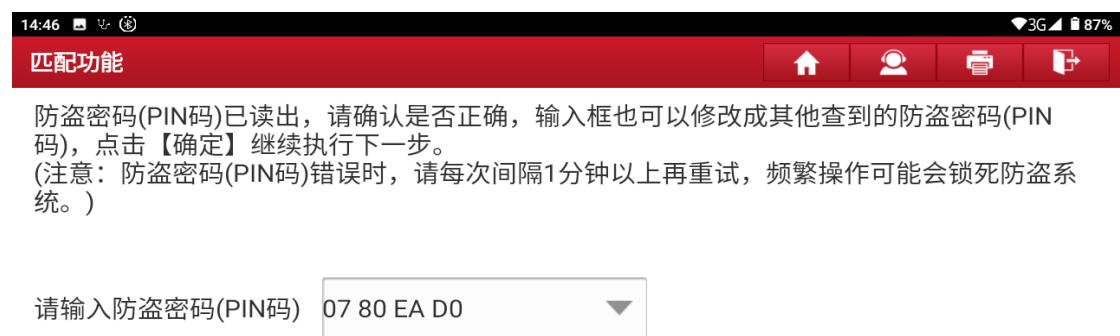 14:46 3G 87%
匹配功能
防盗密码(PIN码)已读出，请确认是否正确，输入框也可以修改成其他查到的防盗密码(PIN
码)，点击【确定】继续执行下一步。
(注意：防盗密码(PIN码)错误时，请每次间隔1分钟以上再重试，频繁操作可能会锁死防盗系
统。)
请输入防盗密码(PIN码) 07 80 EA D0